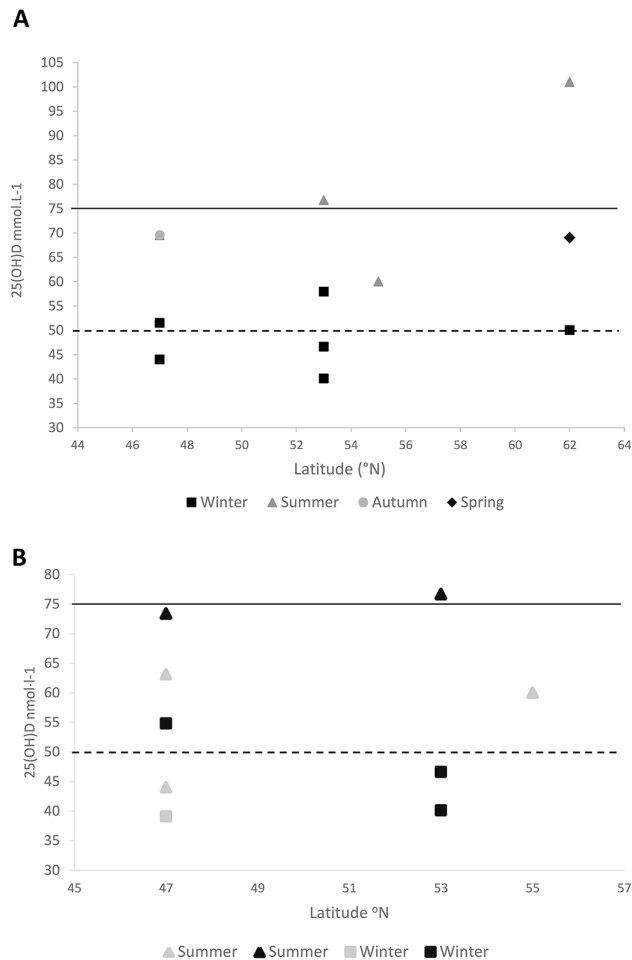 A
105
100
95
90
85
80
75
70
65
60
55
50
45
40
35
30
25(OH)D mmol.L-1
44 46 48 50 52 54 56 58 60 62 64
Latitude (°N)
Winter Summer Autumn Spring
B
80
75
70
65
60
55
50
45
40
35
30
25(OH)D nmol·l-1
45 47 49 51 53 55 57
Latitude ºN
Summer Summer Winter Winter